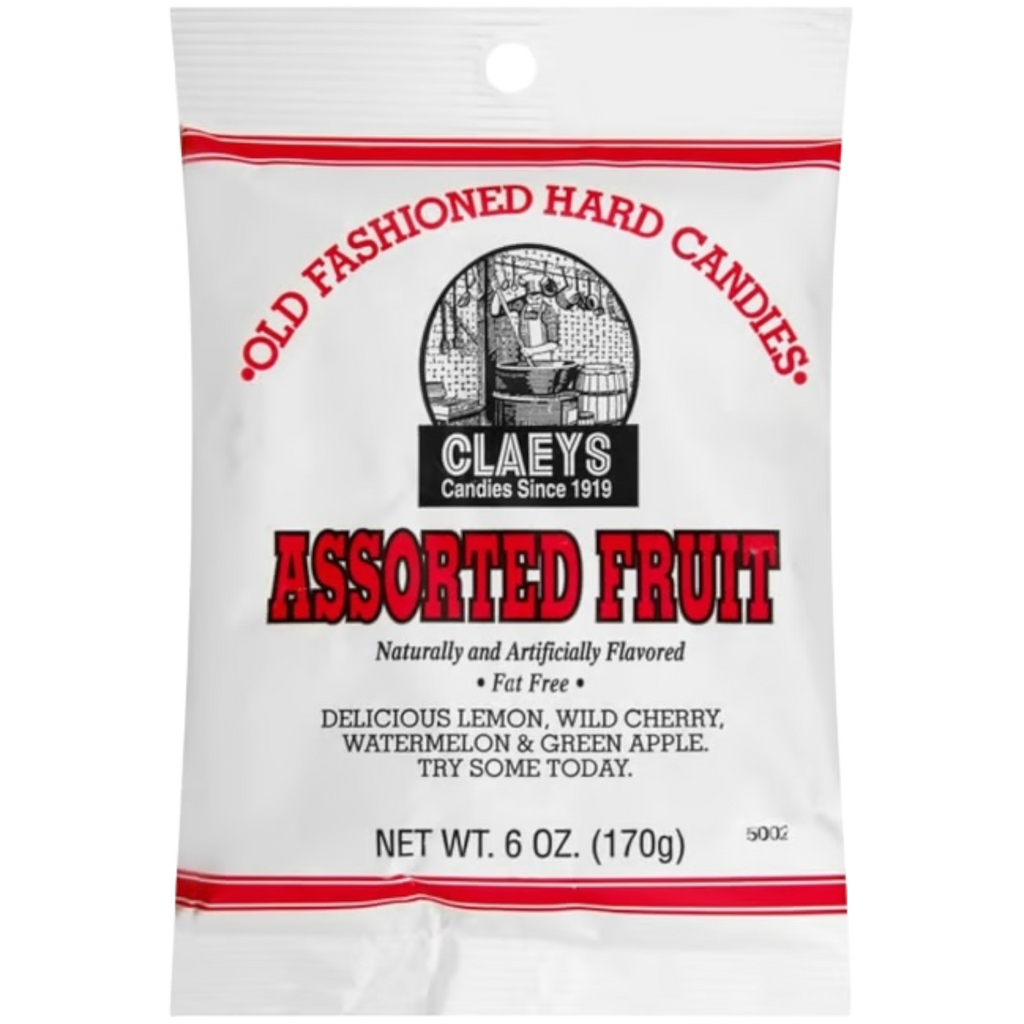 •OLD FASHIONED HARD CANDIES•
CLAEYS
Candies Since 1919
ASSORTED FRUIT
Naturally and Artificially Flavored
• Fat Free •
DELICIOUS LEMON, WILD CHERRY,
WATERMELON & GREEN APPLE.
TRY SOME TODAY.
NET WT. 6 OZ. (170g)
5002